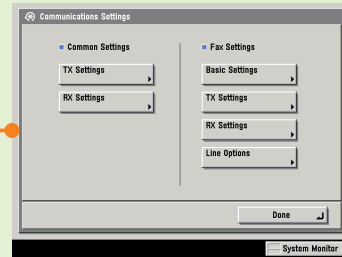 Communications Settings
Common Settings
TX Settings
RX Settings
Fax Settings
Basic Settings
TX Settings
RX Settings
Line Options
Done
System Monitor